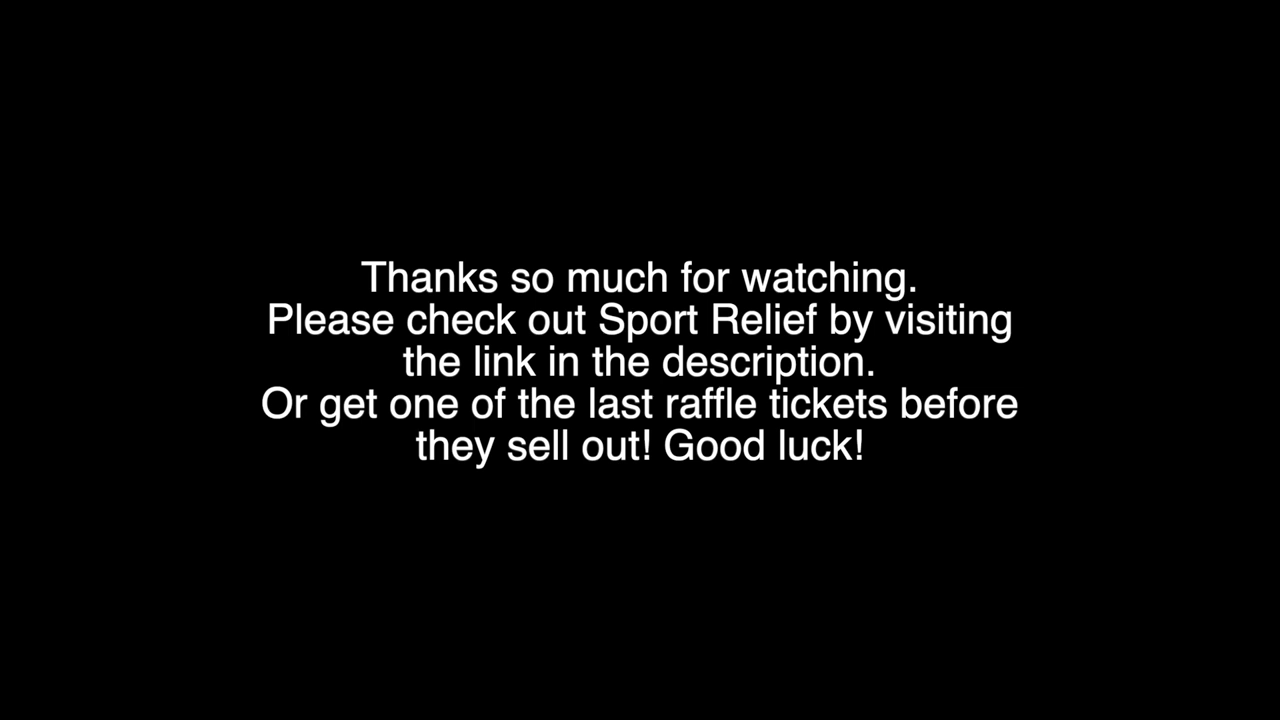 Thanks so much for watching.
Please check out Sport Relief by visiting
the link in the description.
Or get one of the last raffle tickets before
they sell out! Good luck!